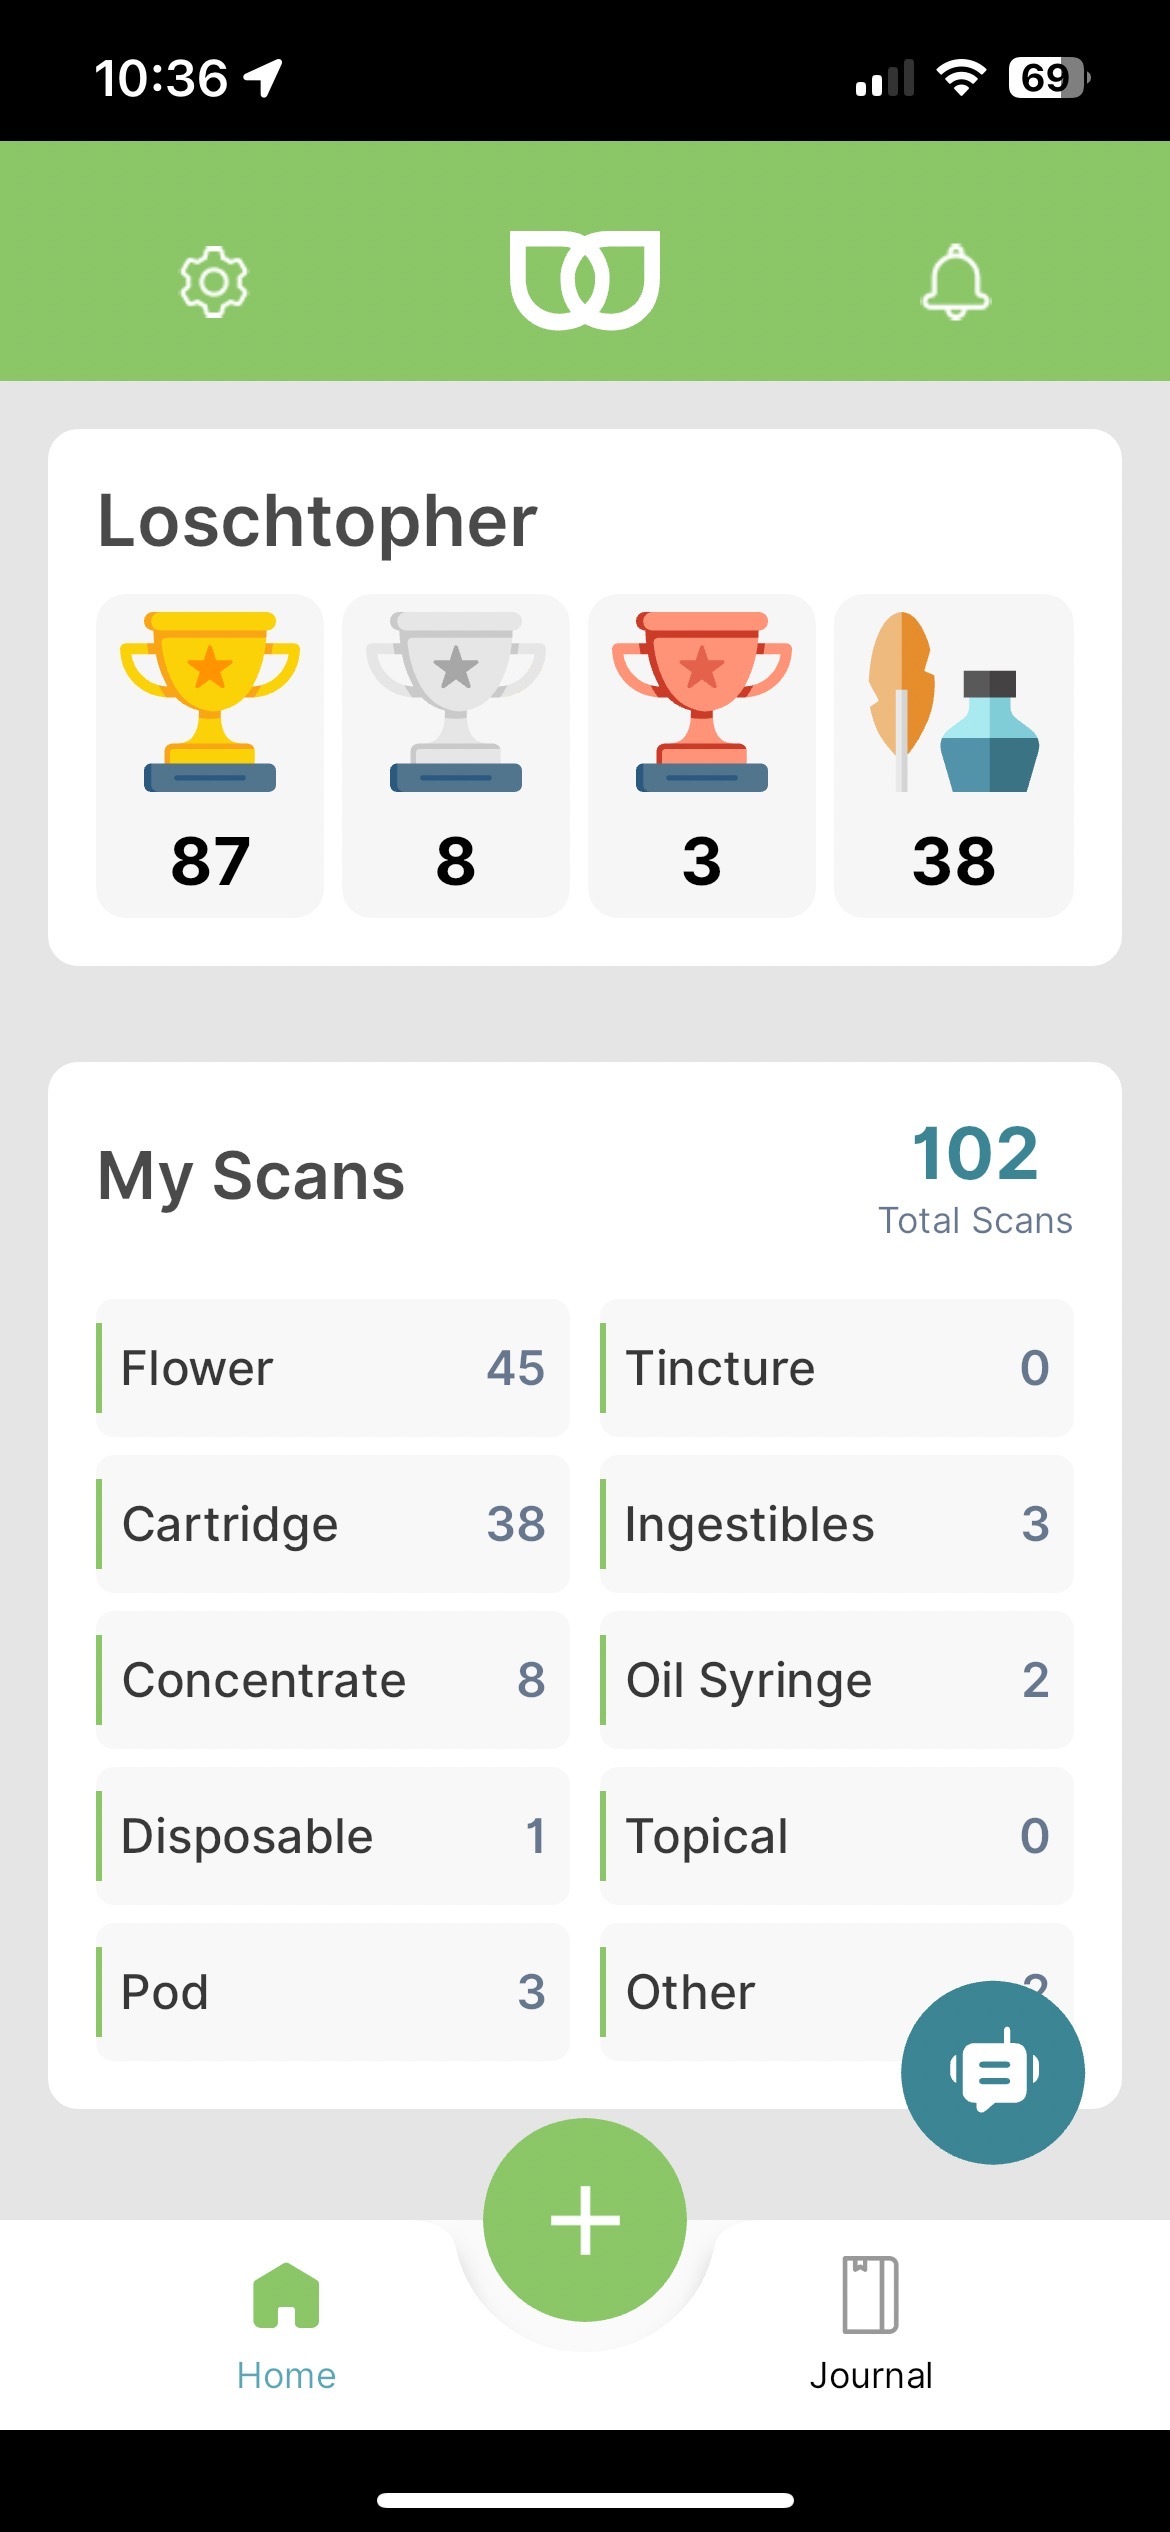 10:36
69
Loschtopher
87
8
3
38
My Scans
102
Total Scans
Flower 45
Tincture 0
Cartridge 38
Ingestibles 3
Concentrate 8
Oil Syringe 2
Disposable 1
Topical 0
Pod 3
Other
Home
Journal